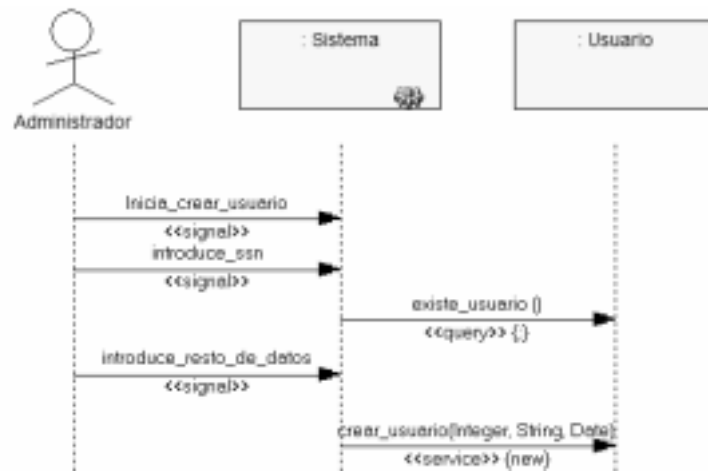 : Sistema
: Usuario
Administrador
Inicia_crear_usuario
<<signal>>
introduce_ssn
<<signal>>
existe_usuario ()
<<query>> {;}
introduce_resto_de_datos
<<signal>>
crear_usuario(Integer, String, Date)
<<service>> {new}